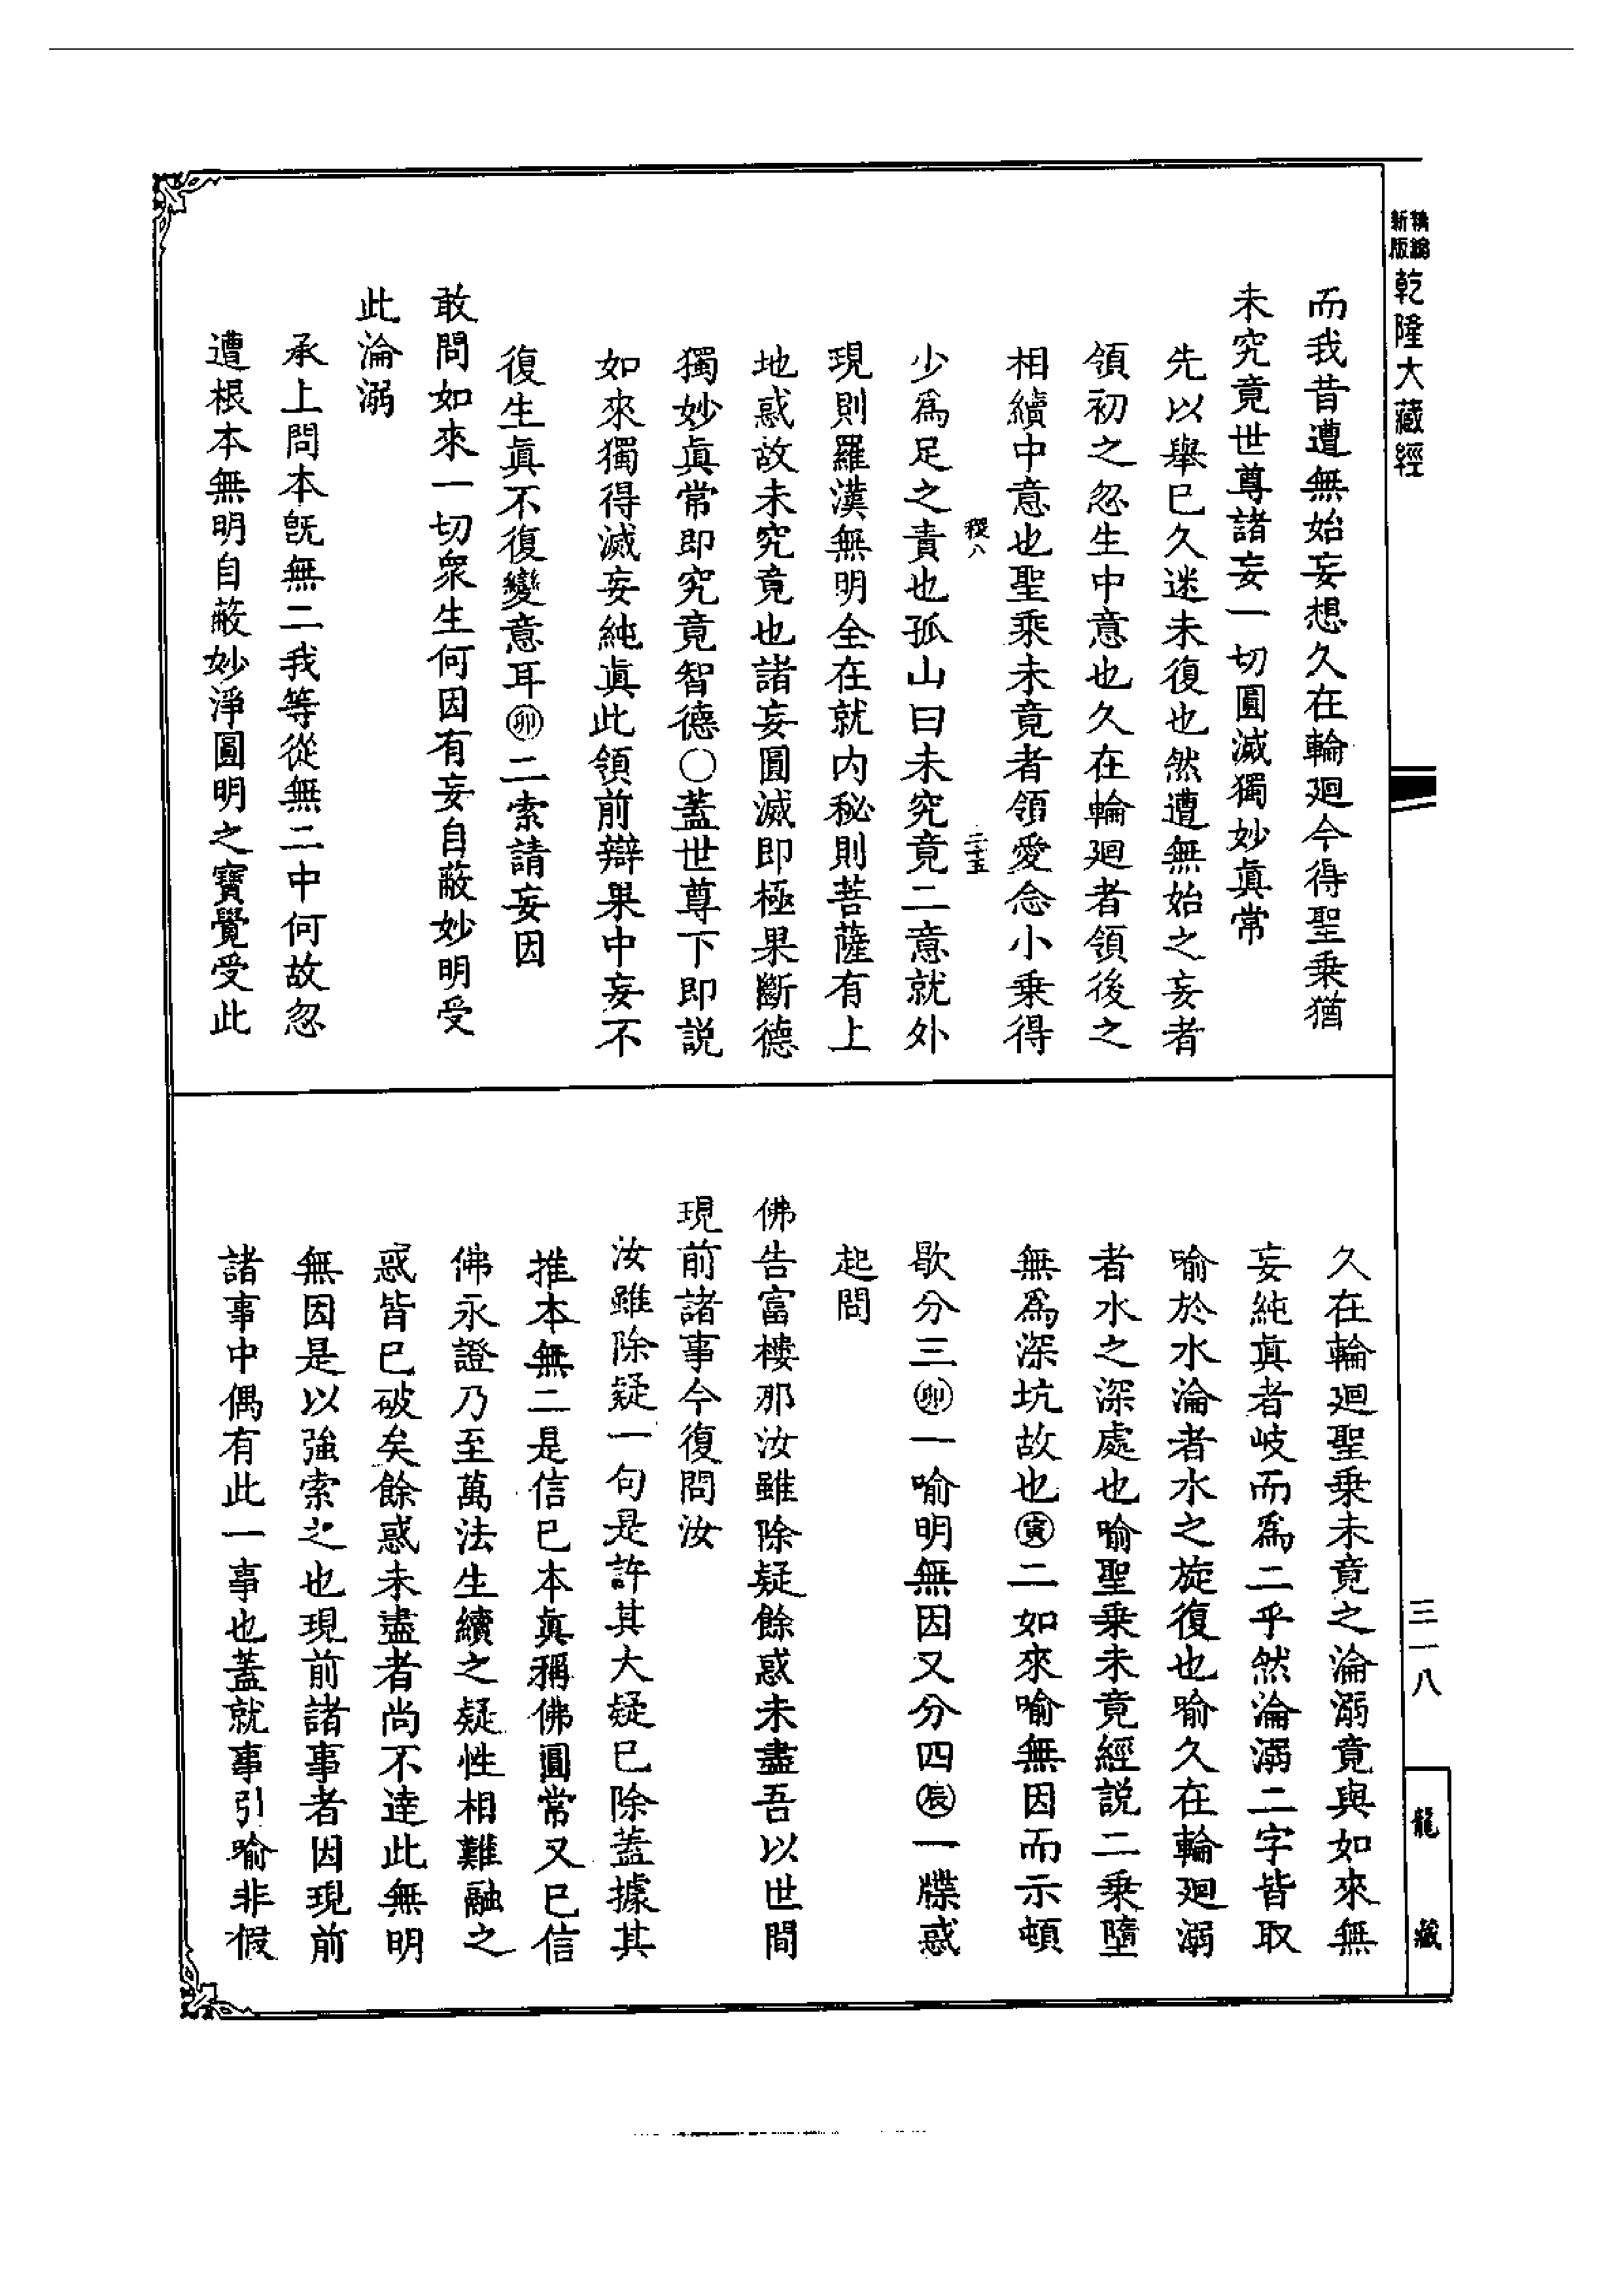 新版精縮乾隆大藏經
而我昔遭無始妄想久在輪廻今得聖乗猶
未究竟世尊諸妄一切圓滅獨妙真常
先以舉已久迷未復也然遭無始之妄者
領初之忽生中意也久在輪廻者領後之
相續中意也聖乘未竟者領愛念小乗得
稷八
二十五
少爲足之責也孤山曰未究竟二意就外
現則羅漢無明全在就内秘則菩薩有上
地惑故未究竟也諸妄圓滅即極果斷德
獨妙真常即究竟智德〇蓋世尊下即説
如來獨得滅妄純真此領前辯果中妄不
復生真不復變意耳㊞二索請妄因
敢問如來一切衆生何因有妄自蔽妙明受
此淪溺
承上問本旣無二我等從無二中何故忽
遭根本無明自蔽妙淨圓明之寶覺受此
久在輪廻聖乗未竟之淪溺竟與如來無
妄純真者岐而爲二乎然淪溺二字皆取
喻於水淪者水之旋復也喻久在輪廻溺
者水之深處也喻聖乗未竟經説二乗墮
無爲深坑故也寅二如來喻無因而示頓
歇分三卯一喻明無因又分四辰一牒惑
起問
佛告富楼那汝雖除疑餘惑未盡吾以世間
現前諸事今復問汝
汝雖除疑一句是許其大疑已除蓋據其
推本無二是信已本真稱佛圓常又已信
佛永證乃至萬法生續之疑性相難融之
惑皆已破矣餘惑未盡者尚不達此無明
無因是以強索之也現前諸事者因現前
諸事中偶有此一事也蓋就事引喻非假
三一八
龍藏